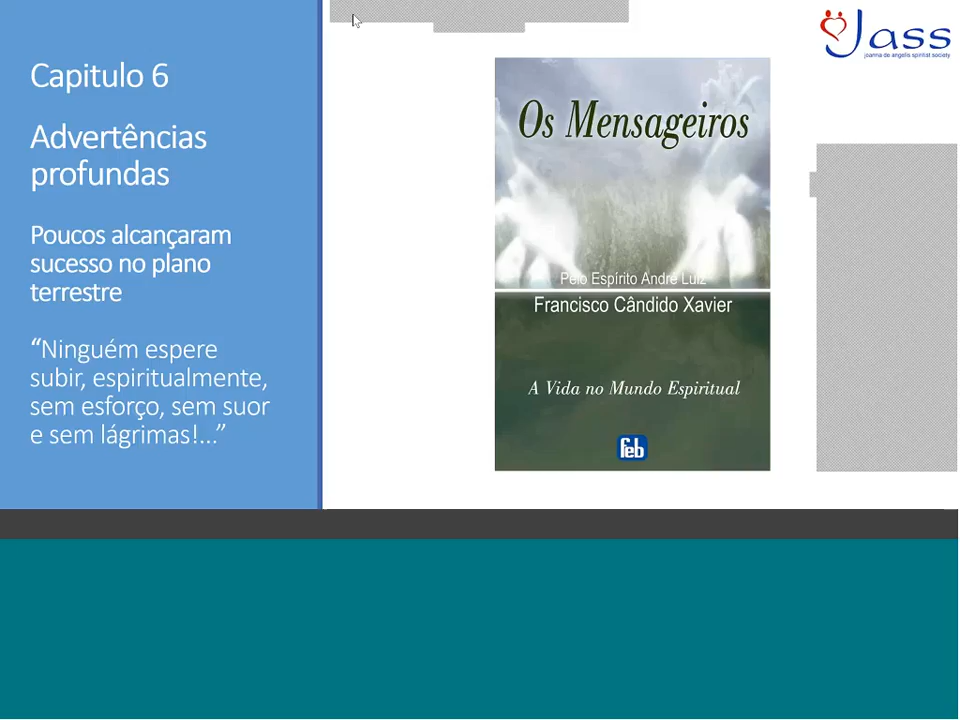 Capitulo 6
Advertências
profundas
Poucos alcançaram
sucesso no plano
terrestre
“Ninguém espere
subir, espiritualmente,
sem esforço, sem suor
e sem lágrimas!...”
Os Mensageiros
Pelo Espírito André Luiz
Francisco Cândido Xavier
A Vida no Mundo Espiritual
feb
Jass
joanna de angelis spiritist society